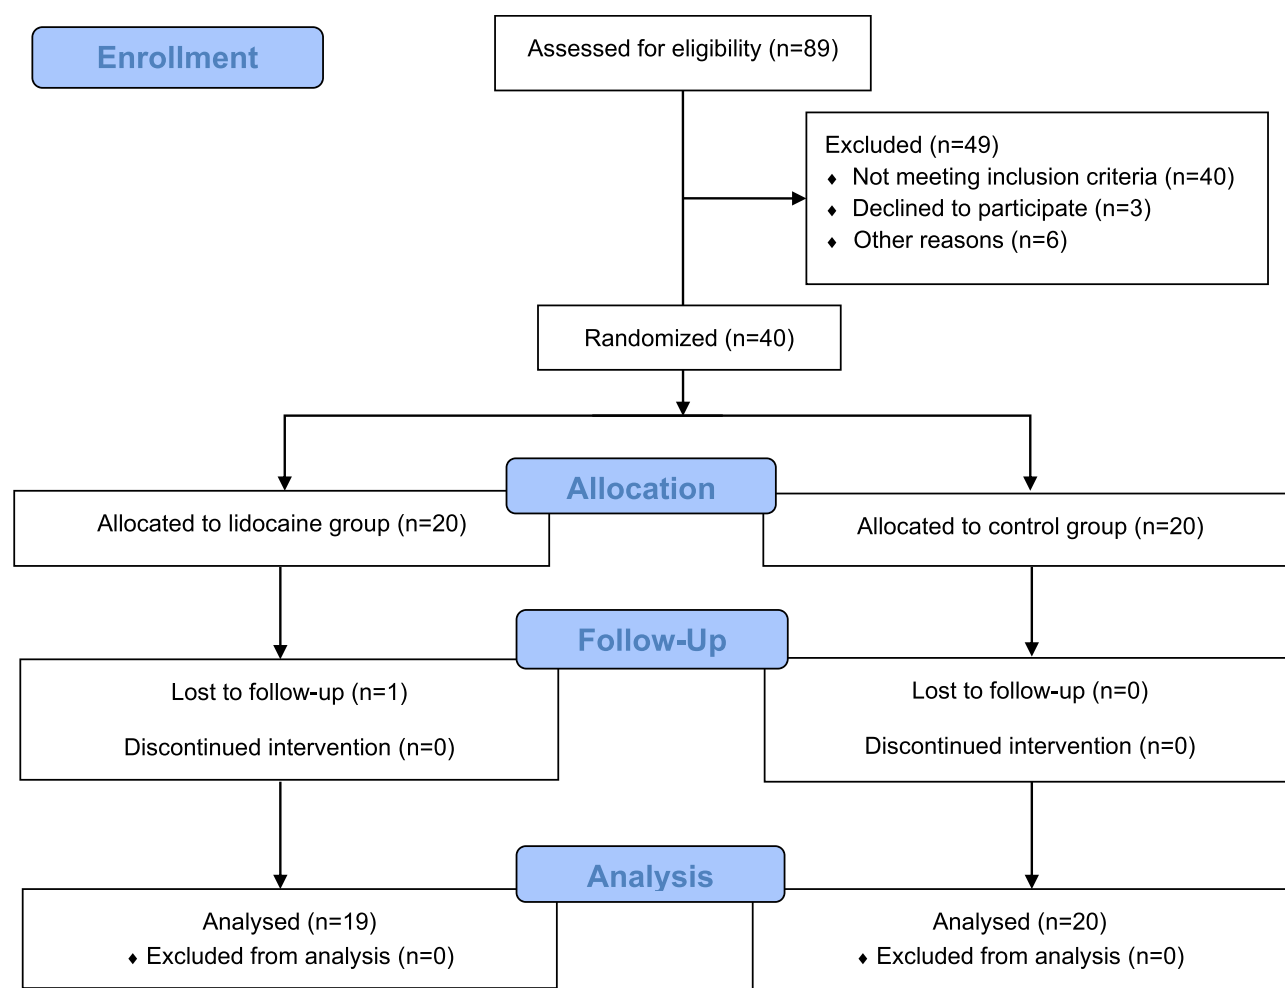 Enrollment
Assessed for eligibility (n=89)
Excluded (n=49)
♦ Not meeting inclusion criteria (n=40)
♦ Declined to participate (n=3)
♦ Other reasons (n=6)
Randomized (n=40)
Allocation
Allocated to lidocaine group (n=20)
Allocated to control group (n=20)
Follow-Up
Lost to follow-up (n=1)
Discontinued intervention (n=0)
Lost to follow-up (n=0)
Discontinued intervention (n=0)
Analysis
Analysed (n=19)
♦ Excluded from analysis (n=0)
Analysed (n=20)
♦ Excluded from analysis (n=0)